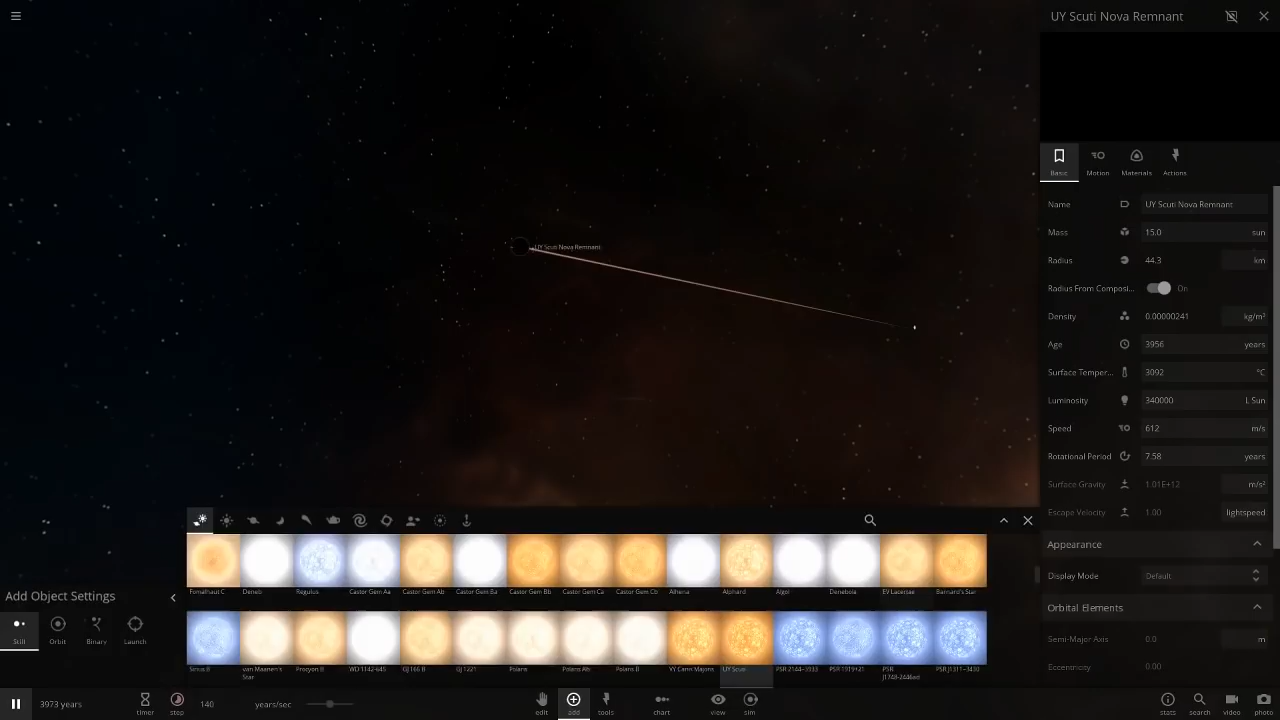 UY Scuti Nova Remnant
Basic
Motion
Materials
Actions
Name UY Scuti Nova Remnant
Mass 15.0 sun
Radius 44.3 km
Radius From Composi... On
Density 0.00000241 kg/m³
Age 3956 years
Surface Temper... 3092 °C
Luminosity 340000 L Sun
Speed 612 m/s
Rotational Period 7.58 years
Surface Gravity 1.01E+12 m/s²
Escape Velocity 1.00 lightspeed
Appearance
Display Mode Default
Orbital Elements
Semi-Major Axis 0.0 m
Eccentricity 0.00
UY Scuti Nova Remnant
Fomalhaut C
Deneb
Regulus
Castor Gem Aa
Castor Gem Ab
Castor Gem Ba
Castor Gem Bb
Castor Gem Ca
Castor Gem Cb
Alhena
Alphard
Algol
Denebola
EV Lacertae
Barnard's Star
Sirius B
van Maanen's
Star
Procyon B
WD 1142-645
GJ 166 B
GJ 1221
Polaris
Polaris Ab
Polaris B
VY Canis Majoris
UY Scuti
PSR 2144−3933
PSR 1919+21
PSR
J1748-2446ad
PSR J1311−3430
Add Object Settings
Still
Orbit
Binary
Launch
3973 years
timer
step
140 years/sec
edit
add
tools
chart
view
sim
stats
search
video
photo